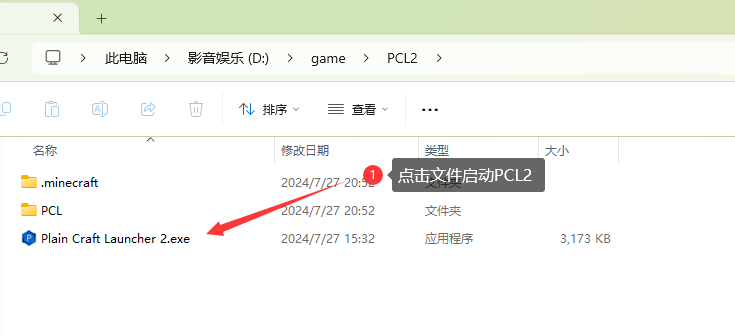 此电脑 影音娱乐 (D:) game PCL2
排序 查看
名称 修改日期 类型 大小
.minecraft 2024/7/27 20:52 文件夹
1 点击文件启动PCL2
PCL 2024/7/27 20:52 文件夹
Plain Craft Launcher 2.exe 2024/7/27 15:32 应用程序 3,173 KB